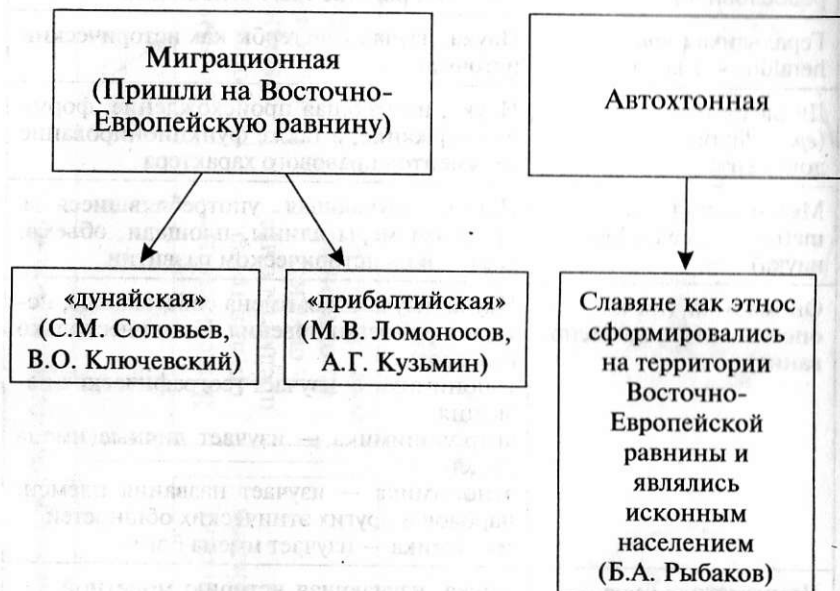 Миграционная
(Пришли на Восточно-
Европейскую равнину)
Автохтонная
«дунайская»
(С.М. Соловьев,
В.О. Ключевский)
«прибалтийская»
(М.В. Ломоносов,
А.Г. Кузьмин)
Славяне как этнос
сформировались
на территории
Восточно-
Европейской
равнины и
являлись
исконным
населением
(Б.А. Рыбаков)